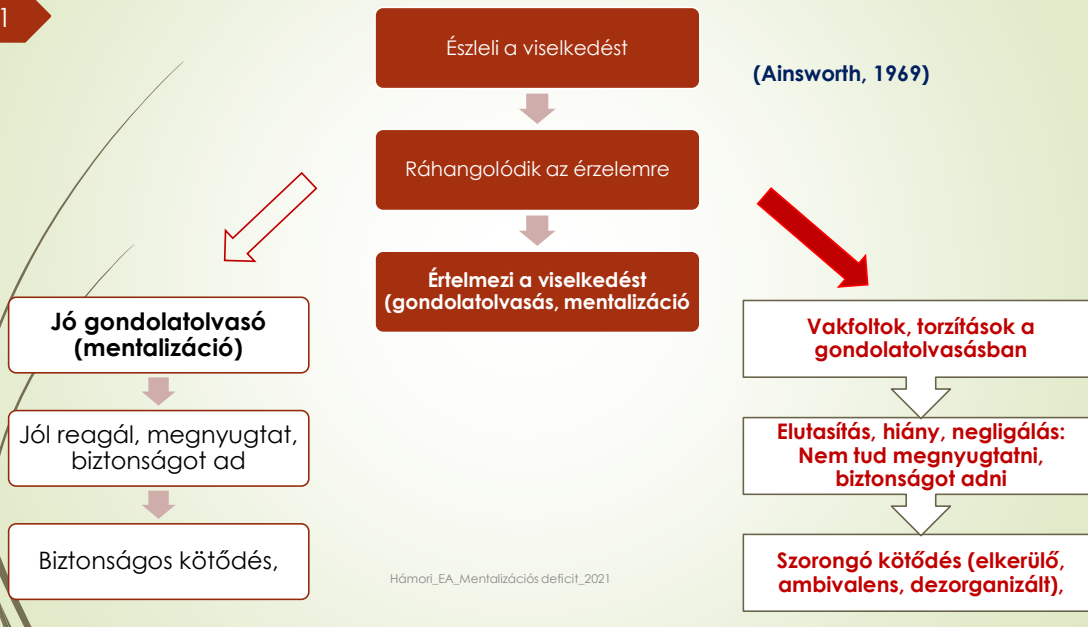 1
Észleli a viselkedést
(Ainsworth, 1969)
Ráhangolódik az érzelemre
Értelmezi a viselkedést
(gondolatolvasás, mentalizáció
Jó gondolatolvasó
(mentalizáció)
Jól reagál, megnyugtat,
biztonságot ad
Biztonságos kötődés,
Vakfoltok, torzítások a
gondolatolvasásban
Elutasítás, hiány, negligálás:
Nem tud megnyugtatni,
biztonságot adni
Szorongó kötődés (elkerülő,
ambivalens, dezorganizált),
Hámori_EA_Mentalizációs deficit_2021